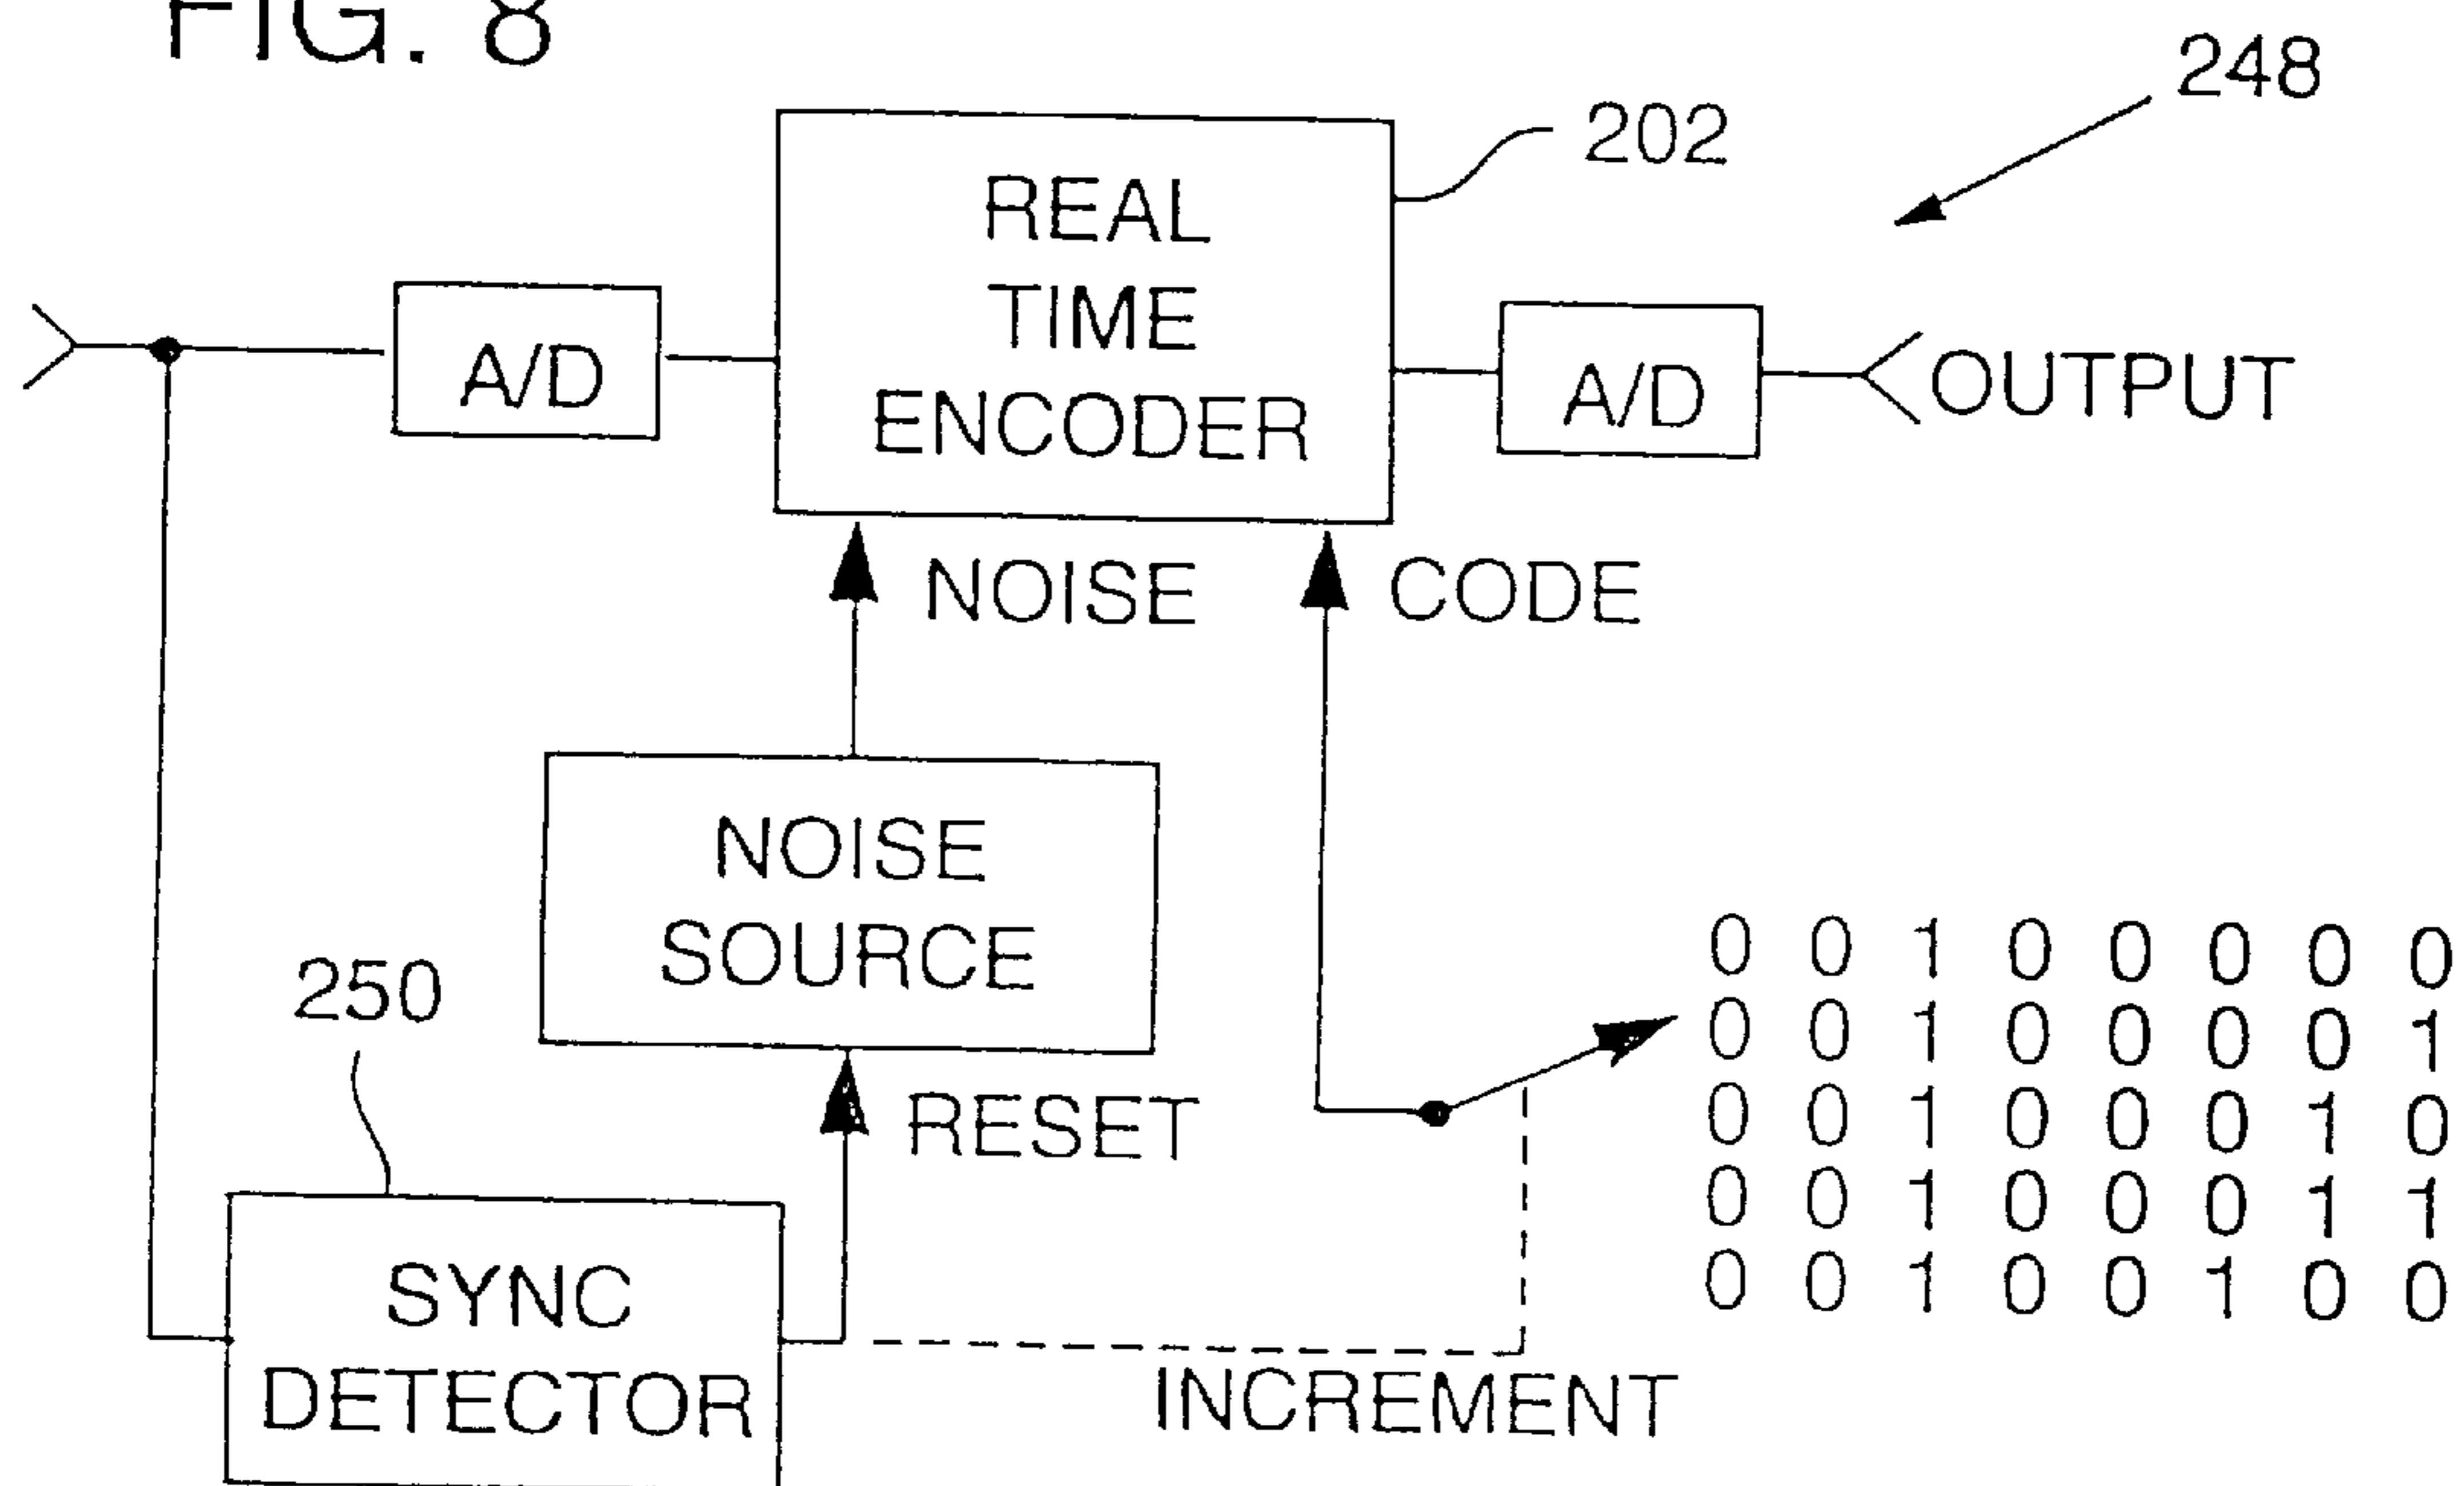 FIG. 8
248
202
REAL
TIME
ENCODER
A/D
A/D
OUTPUT
NOISE
CODE
NOISE
SOURCE
250
RESET
0 0 1 0 0 0 0 0
0 0 1 0 0 0 0 1
0 0 1 0 0 0 1 0
0 0 1 0 0 0 1 1
0 0 1 0 0 1 0 0
SYNC
DETECTOR
INCREMENT